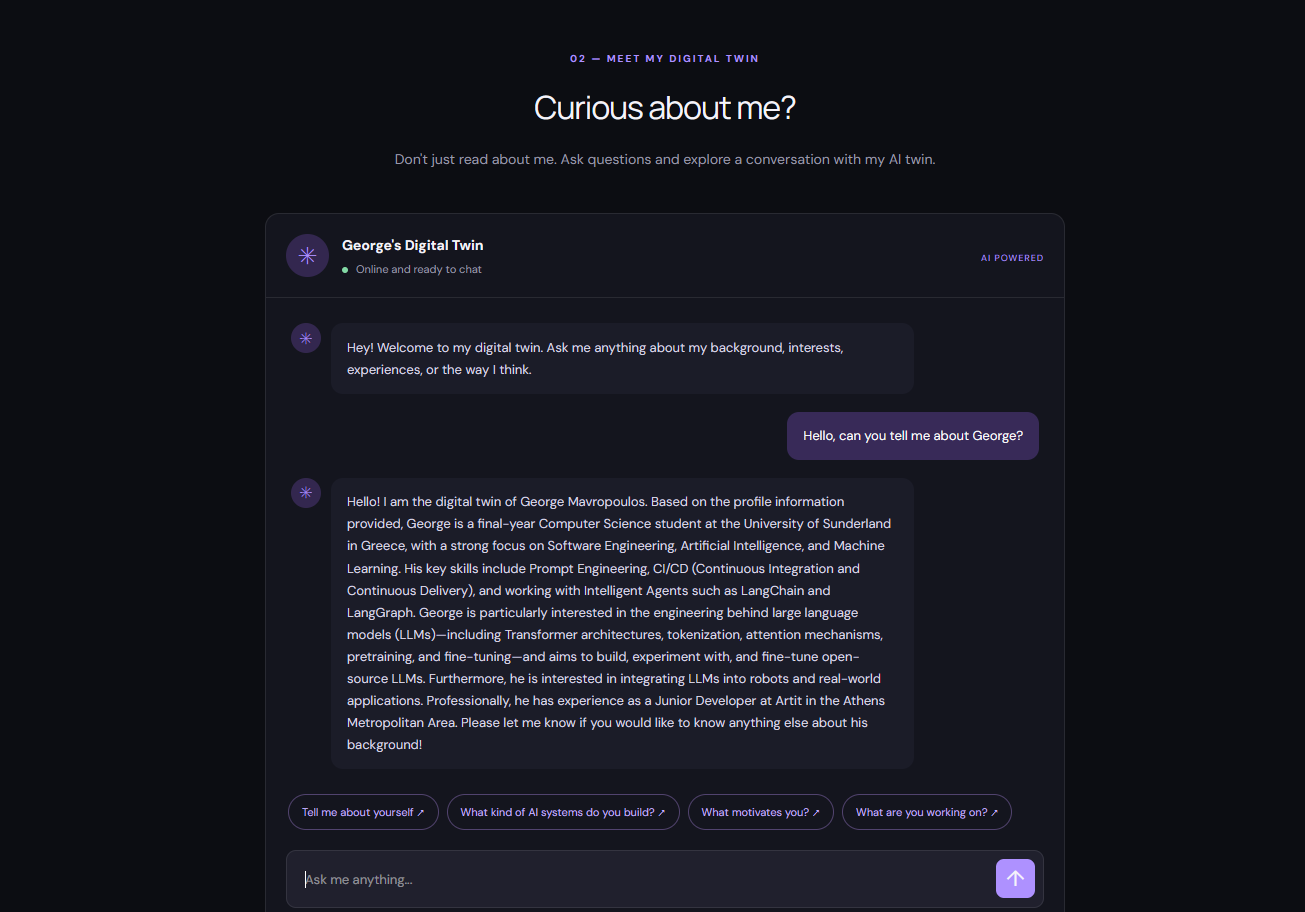 02 — MEET MY DIGITAL TWIN
Curious about me?
Don't just read about me. Ask questions and explore a conversation with my AI twin.
George's Digital Twin
Online and ready to chat
AI POWERED
Hey! Welcome to my digital twin. Ask me anything about my background, interests,
experiences, or the way I think.
Hello, can you tell me about George?
Hello! I am the digital twin of George Mavropoulos. Based on the profile information
provided, George is a final-year Computer Science student at the University of Sunderland
in Greece, with a strong focus on Software Engineering, Artificial Intelligence, and Machine
Learning. His key skills include Prompt Engineering, CI/CD (Continuous Integration and
Continuous Delivery), and working with Intelligent Agents such as LangChain and
LangGraph. George is particularly interested in the engineering behind large language
models (LLMs)—including Transformer architectures, tokenization, attention mechanisms,
pretraining, and fine-tuning—and aims to build, experiment with, and fine-tune open-
source LLMs. Furthermore, he is interested in integrating LLMs into robots and real-world
applications. Professionally, he has experience as a Junior Developer at Artit in the Athens
Metropolitan Area. Please let me know if you would like to know anything else about his
background!
Tell me about yourself ↗
What kind of AI systems do you build? ↗
What motivates you? ↗
What are you working on? ↗
Ask me anything...